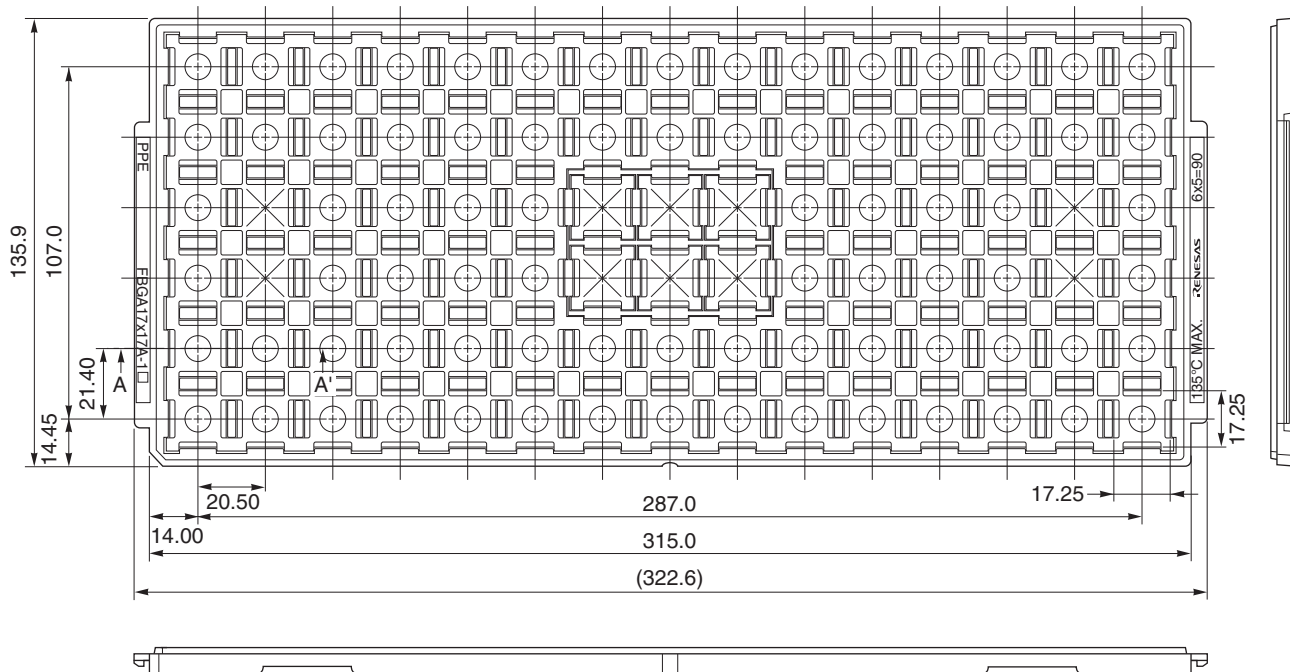 135.9
107.0
21.40
14.45
PPE
FBGA17x17A-1□
A
A'
6x5=90
RENESAS
135°C MAX.
17.25
20.50
287.0
17.25
14.00
315.0
(322.6)